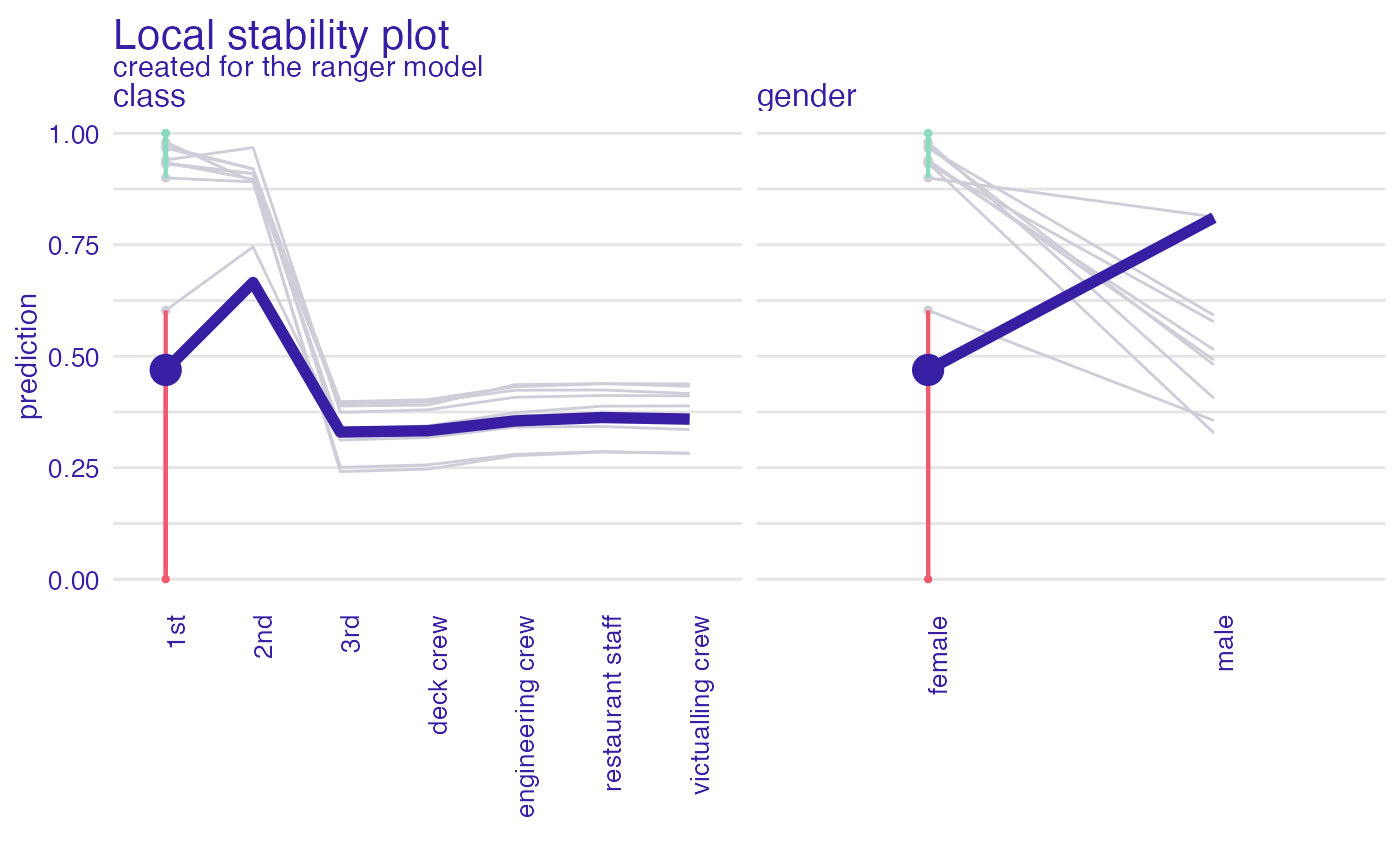 Local stability plot
created for the ranger model
class
gender
prediction
1.00
0.75
0.50
0.25
0.00
1st
2nd
3rd
deck crew
engineering crew
restaurant staff
victualling crew
female
male